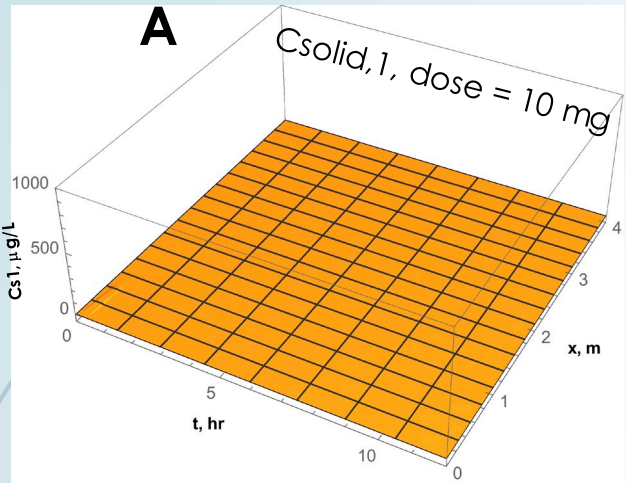 A
Csolid,1, dose = 10 mg
1000
500
0
Cs1, μg/L
0
5
10
t, hr
0
1
2
3
4
x, m